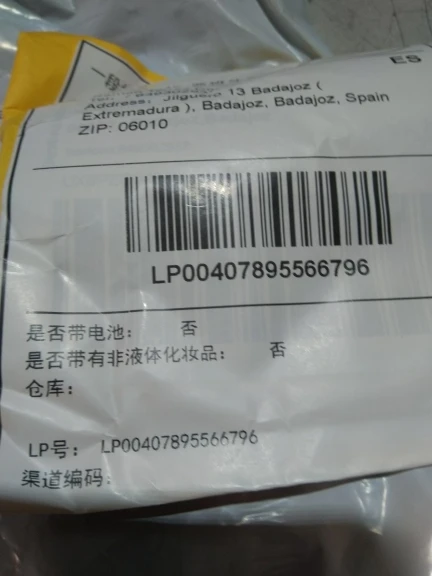 ES
Address: Jilguero 13 Badajoz (
Extremadura ), Badajoz, Badajoz, Spain
ZIP: 06010
LP00407895566796
是否带电池： 否
是否带有非液体化妆品： 否
仓库：
LP号： LP00407895566796
渠道编码：